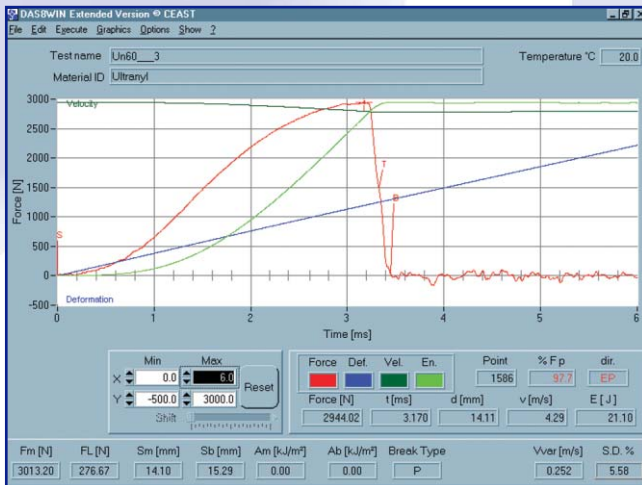 DAS8WIN Extended Version © CEAST
File Edit Execute Graphics Options Show ?
Test name Un60___3 Temperature °C 20.0
Material ID Ultranyl
Velocity
3000
2500
2000
1500
1000
500
0
-500
Force [N]
S
T
B
Deformation
0 1 2 3 4 5 6
Time [ms]
Min Max
X 0.0 6.0 Reset
Y -500.0 3000.0
Shift
Force Def. Vel. En. Point % F p dir.
1586 97.7 EP
Force [N] t [ms] d [mm] v [m/s] E [ J ]
2944.02 3.170 14.11 4.29 21.10
Fm [N] FL [N] Sm [mm] Sb [mm] Am [kJ/m²] Ab [kJ/m²] Break Type Vvar [m/s] S.D. %
3013.20 276.67 14.10 15.29 0.00 0.00 P 0.252 5.58